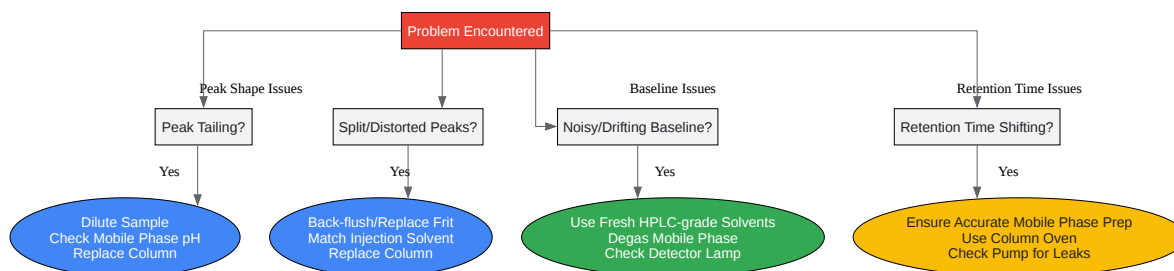 Problem Encountered
Peak Shape Issues
Baseline Issues
Retention Time Issues
Peak Tailing?
Split/Distorted Peaks?
Noisy/Drifting Baseline?
Retention Time Shifting?
Yes
Yes
Yes
Yes
Dilute Sample
Check Mobile Phase pH
Replace Column
Back-flush/Replace Frit
Match Injection Solvent
Replace Column
Use Fresh HPLC-grade Solvents
Degas Mobile Phase
Check Detector Lamp
Ensure Accurate Mobile Phase Prep
Use Column Oven
Check Pump for Leaks